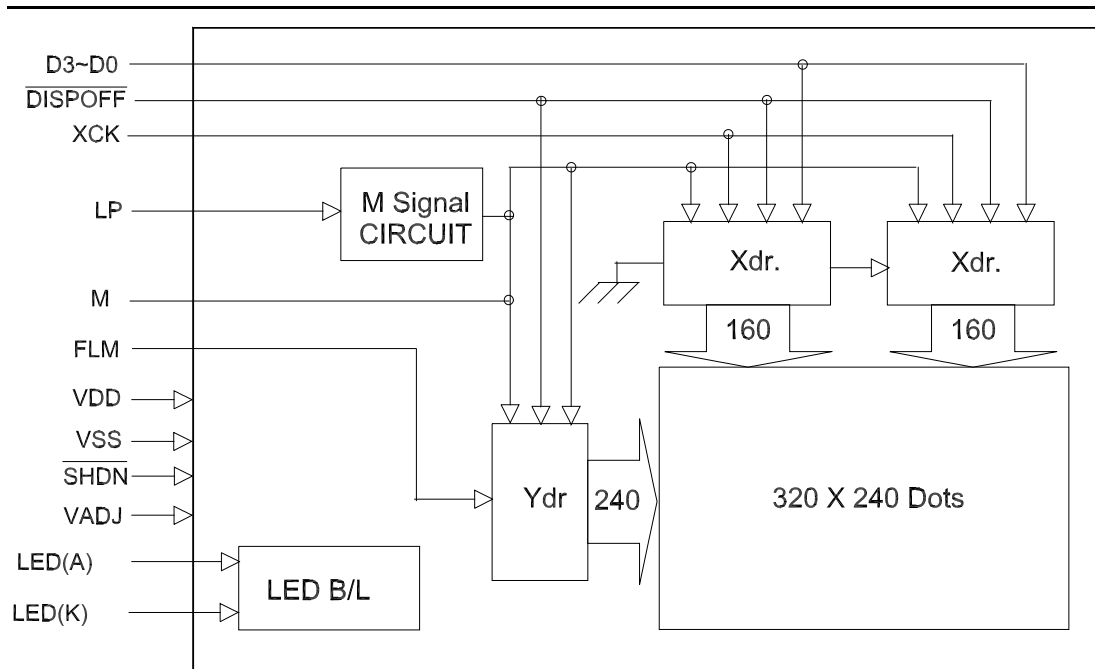 D3~D0
DISPOFF
XCK
LP
M Signal
CIRCUIT
Xdr.
Xdr.
M
160
160
FLM
VDD
VSS
SHDN
VADJ
Ydr
240
320 X 240 Dots
LED(A)
LED B/L
LED(K)